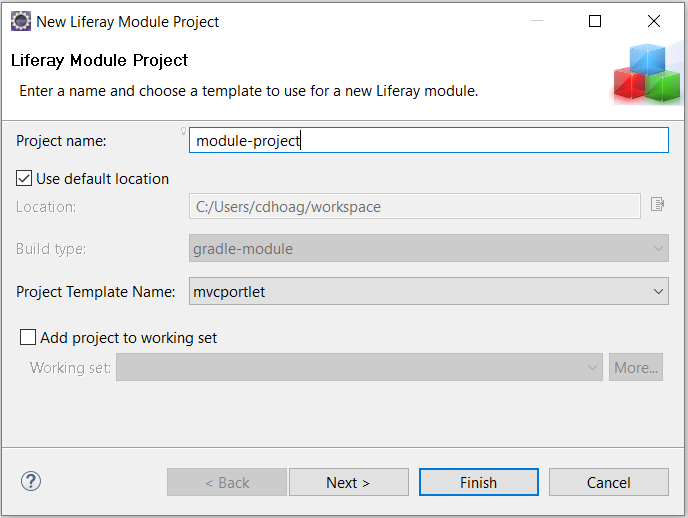 New Liferay Module Project
Liferay Module Project
Enter a name and choose a template to use for a new Liferay module.
Project name: module-project
Use default location
Location: C:/Users/cdhoag/workspace
Build type: gradle-module
Project Template Name: mvcportlet
Add project to working set
Working set: More...
? < Back Next > Finish Cancel